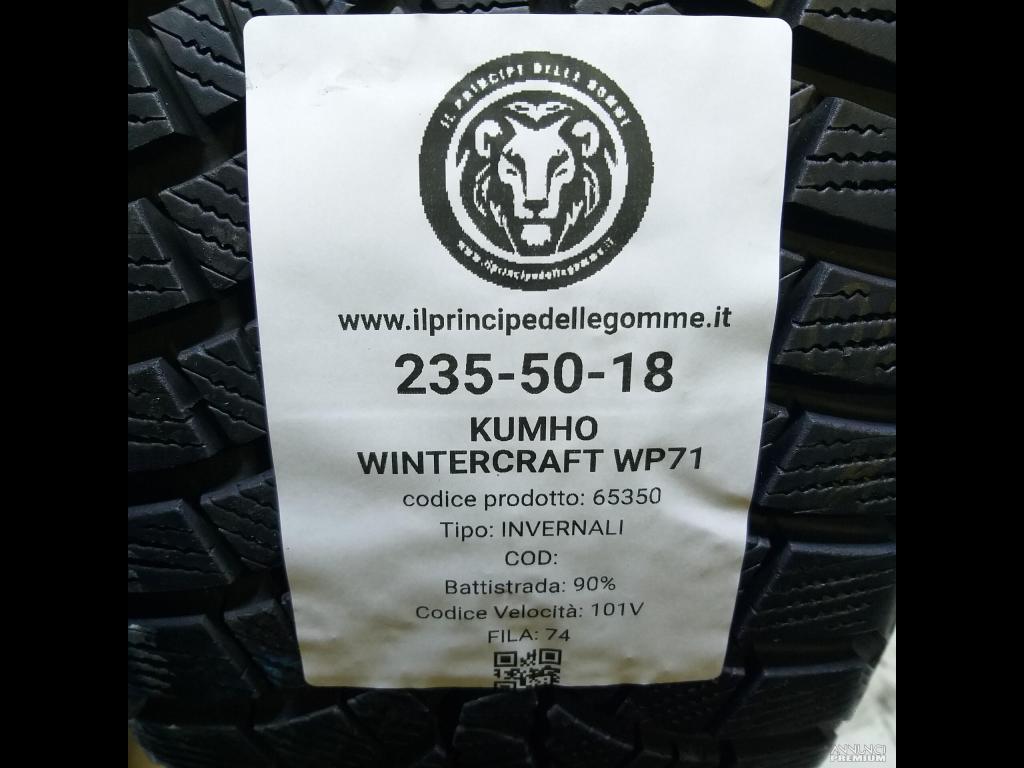 IL PRINCIPE DELLE GOMME
www.ilprincipedellegomme.it
www.ilprincipedellegomme.it
235-50-18
KUMHO
WINTERCRAFT WP71
codice prodotto: 65350
Tipo: INVERNALI
COD:
Battistrada: 90%
Codice Velocità: 101V
FILA: 74
ANNUNCI
PREMIUM